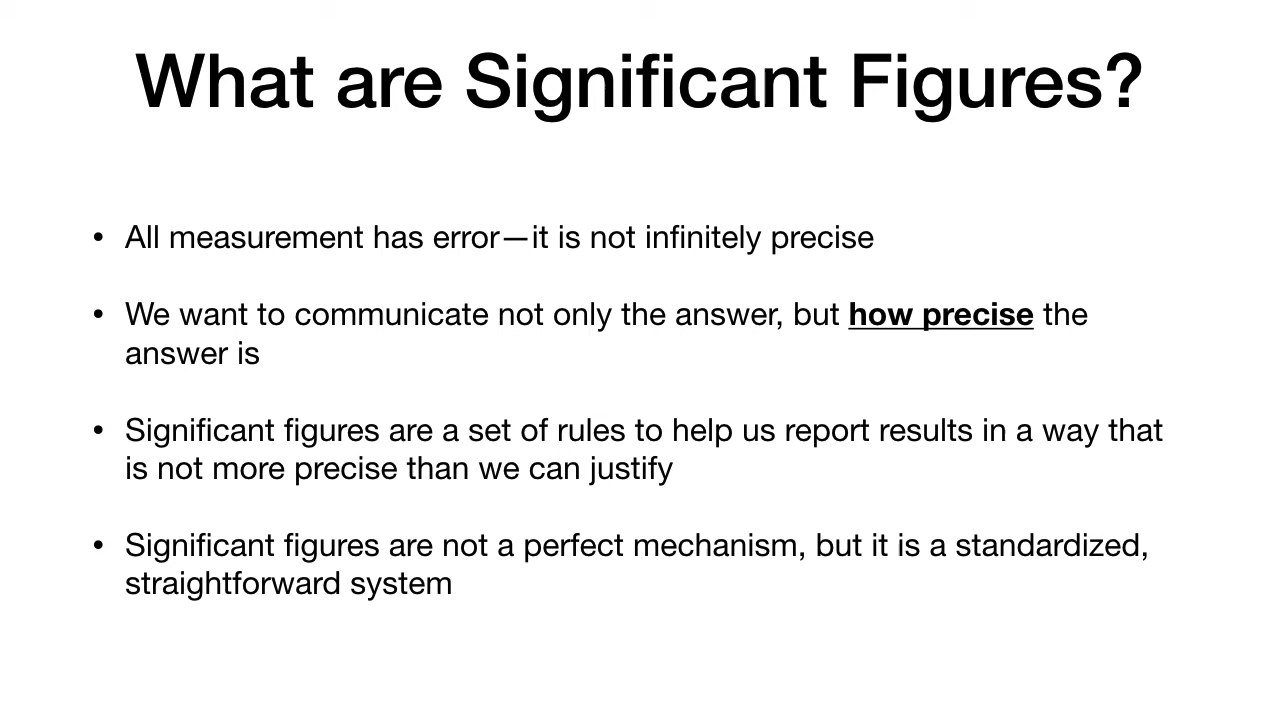 What are Significant Figures?
• All measurement has error—it is not infinitely precise
• We want to communicate not only the answer, but how precise the
answer is
• Significant figures are a set of rules to help us report results in a way that
is not more precise than we can justify
• Significant figures are not a perfect mechanism, but it is a standardized,
straightforward system